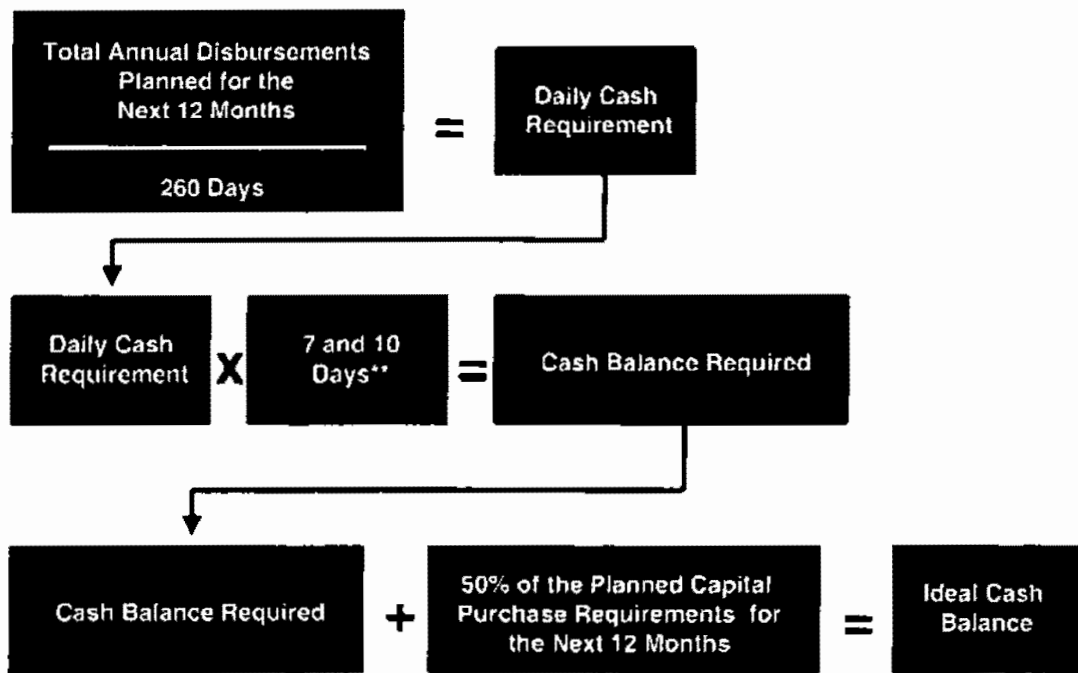 Total Annual Disbursements
Planned for the
Next 12 Months
260 Days
=
Daily Cash
Requirement
Daily Cash
Requirement
X
7 and 10
Days**
=
Cash Balance Required
Cash Balance Required
+
50% of the Planned Capital
Purchase Requirements for
the Next 12 Months
=
Ideal Cash
Balance